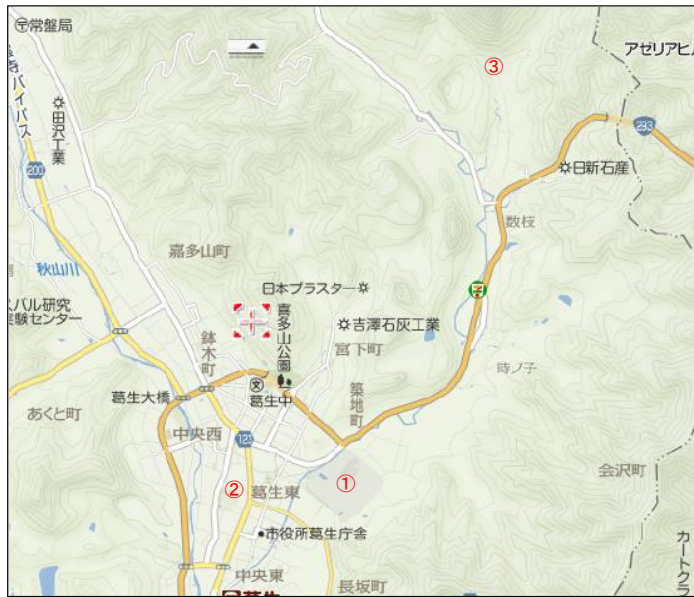 〒常盤局
アゼリアヒ
③
寺バイパス
田沢工業
293
200
日新石産
数枝
嘉多山町
秋山川
日本プラスター
スバル研究
実験センター
喜多山公園
吉澤石灰工業
宮下町
鉢木町
時ノ子
葛生中
築地町
葛生大橋
あくと町
中央西
123
会沢町
①
②
葛生東
市役所葛生庁舎
カートクラ
中央東
長坂町
葛生